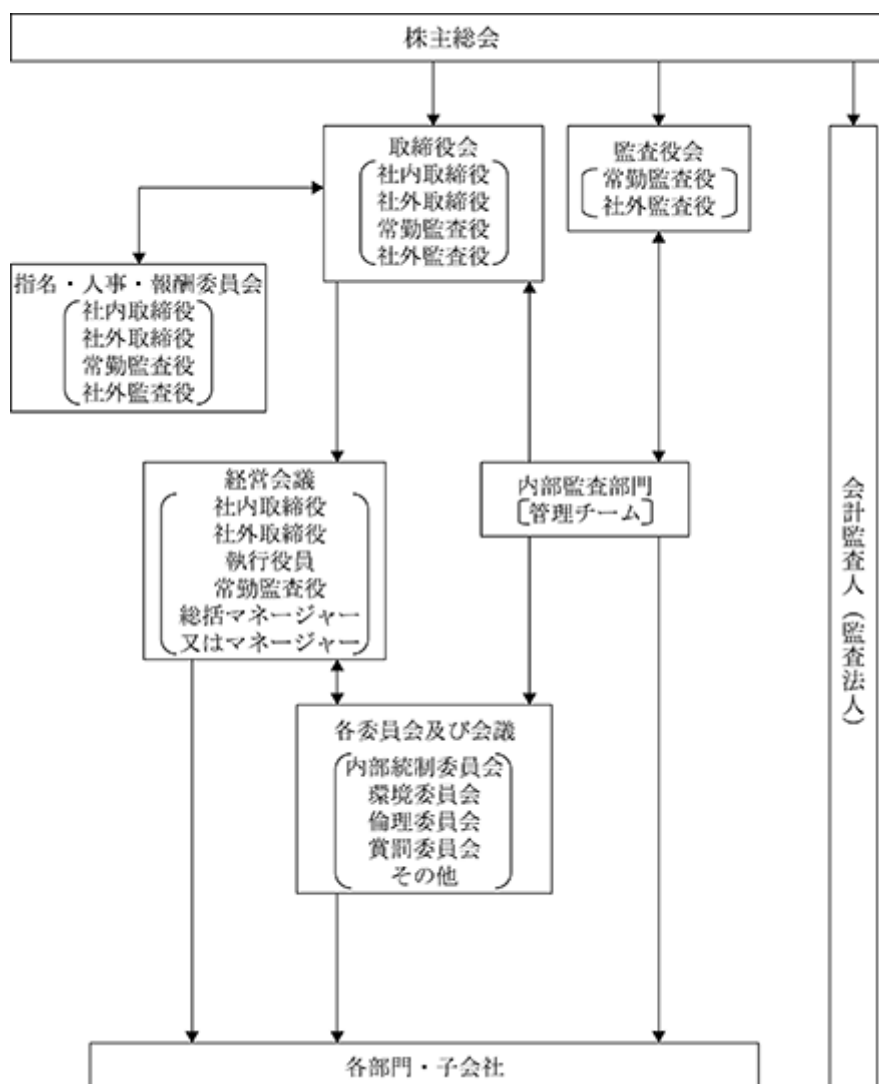 株主総会
取締役会
社内取締役
社外取締役
常勤監査役
社外監査役
監査役会
常勤監査役
社外監査役
指名・人事・報酬委員会
社内取締役
社外取締役
常勤監査役
社外監査役
経営会議
社内取締役
社外取締役
執行役員
常勤監査役
総括マネージャー
又はマネージャー
内部監査部門
[管理チーム]
会計監査人(監査法人)
各委員会及び会議
内部統制委員会
環境委員会
倫理委員会
賞罰委員会
その他
各部門・子会社